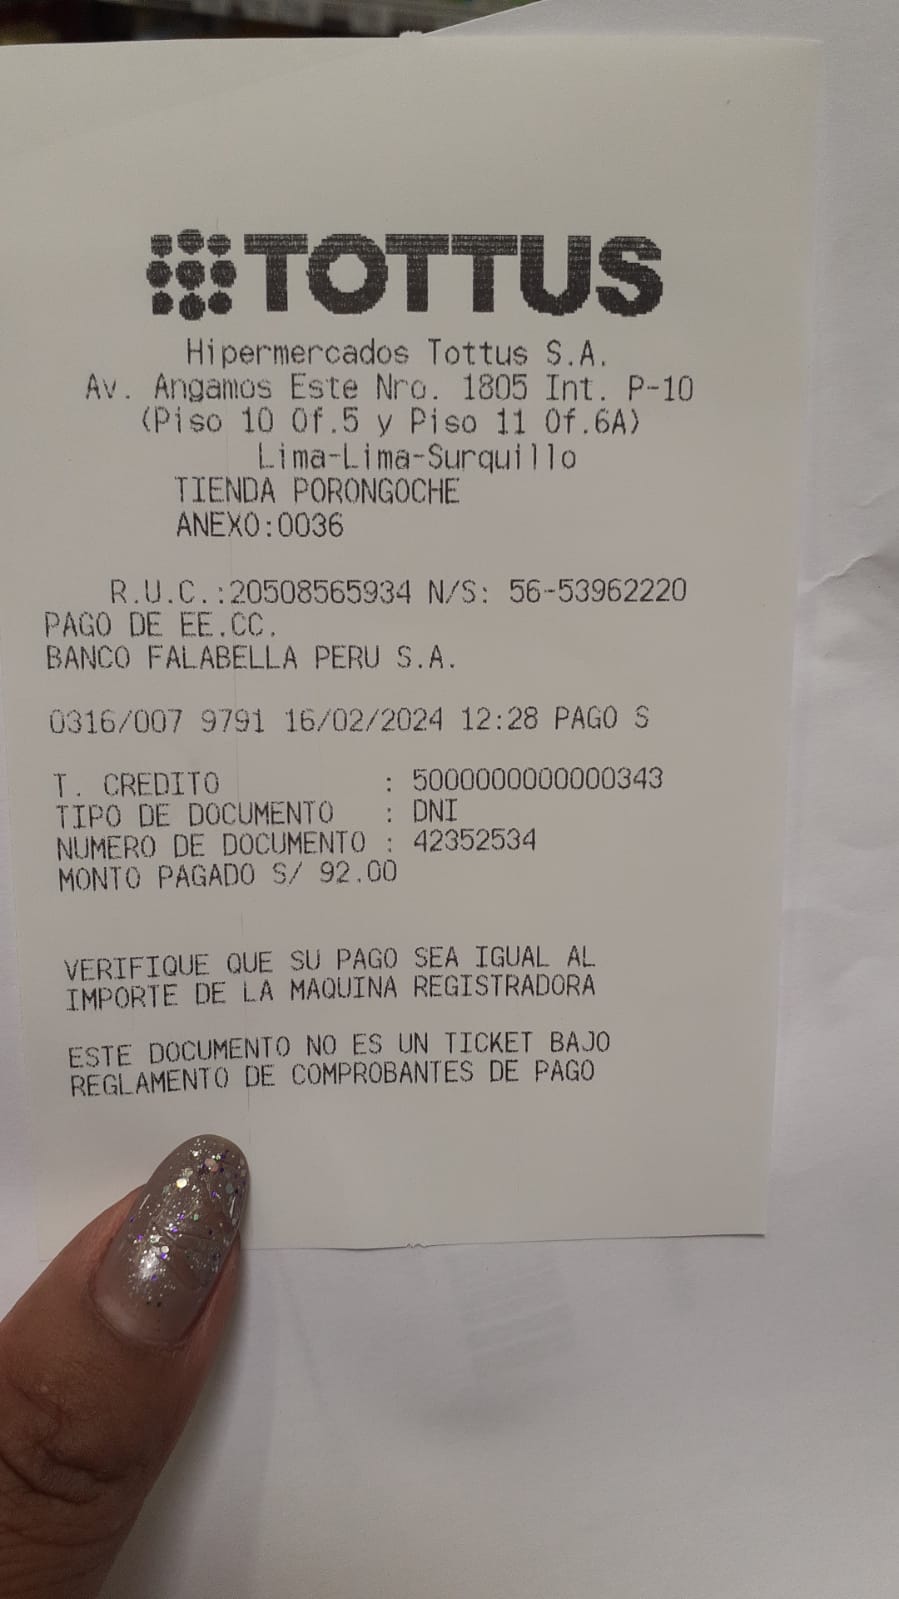 TOTTUS
Hipermercados Tottus S.A.
Av. Angamos Este Nro. 1805 Int. P-10
(Piso 10 Of.5 y Piso 11 Of.6A)
Lima-Lima-Surquillo
TIENDA PORONGOCHE
ANEXO:0036
R.U.C.:20508565934 N/S: 56-53962220
PAGO DE EE.CC.
BANCO FALABELLA PERU S.A.
0316/007 9791 16/02/2024 12:28 PAGO S
T. CREDITO : 5000000000000343
TIPO DE DOCUMENTO : DNI
NUMERO DE DOCUMENTO : 42352534
MONTO PAGADO S/ 92.00
VERIFIQUE QUE SU PAGO SEA IGUAL AL
IMPORTE DE LA MAQUINA REGISTRADORA
ESTE DOCUMENTO NO ES UN TICKET BAJO
REGLAMENTO DE COMPROBANTES DE PAGO